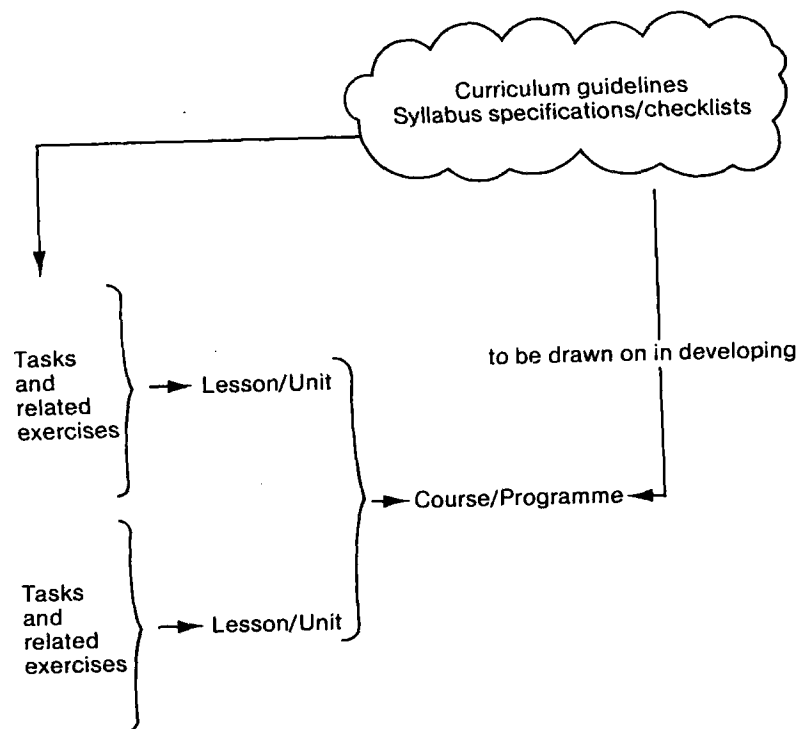 Curriculum guidelines
Syllabus specifications/checklists
to be drawn on in developing
Tasks
and
related
exercises
Lesson/Unit
Course/Programme
Tasks
and
related
exercises
Lesson/Unit